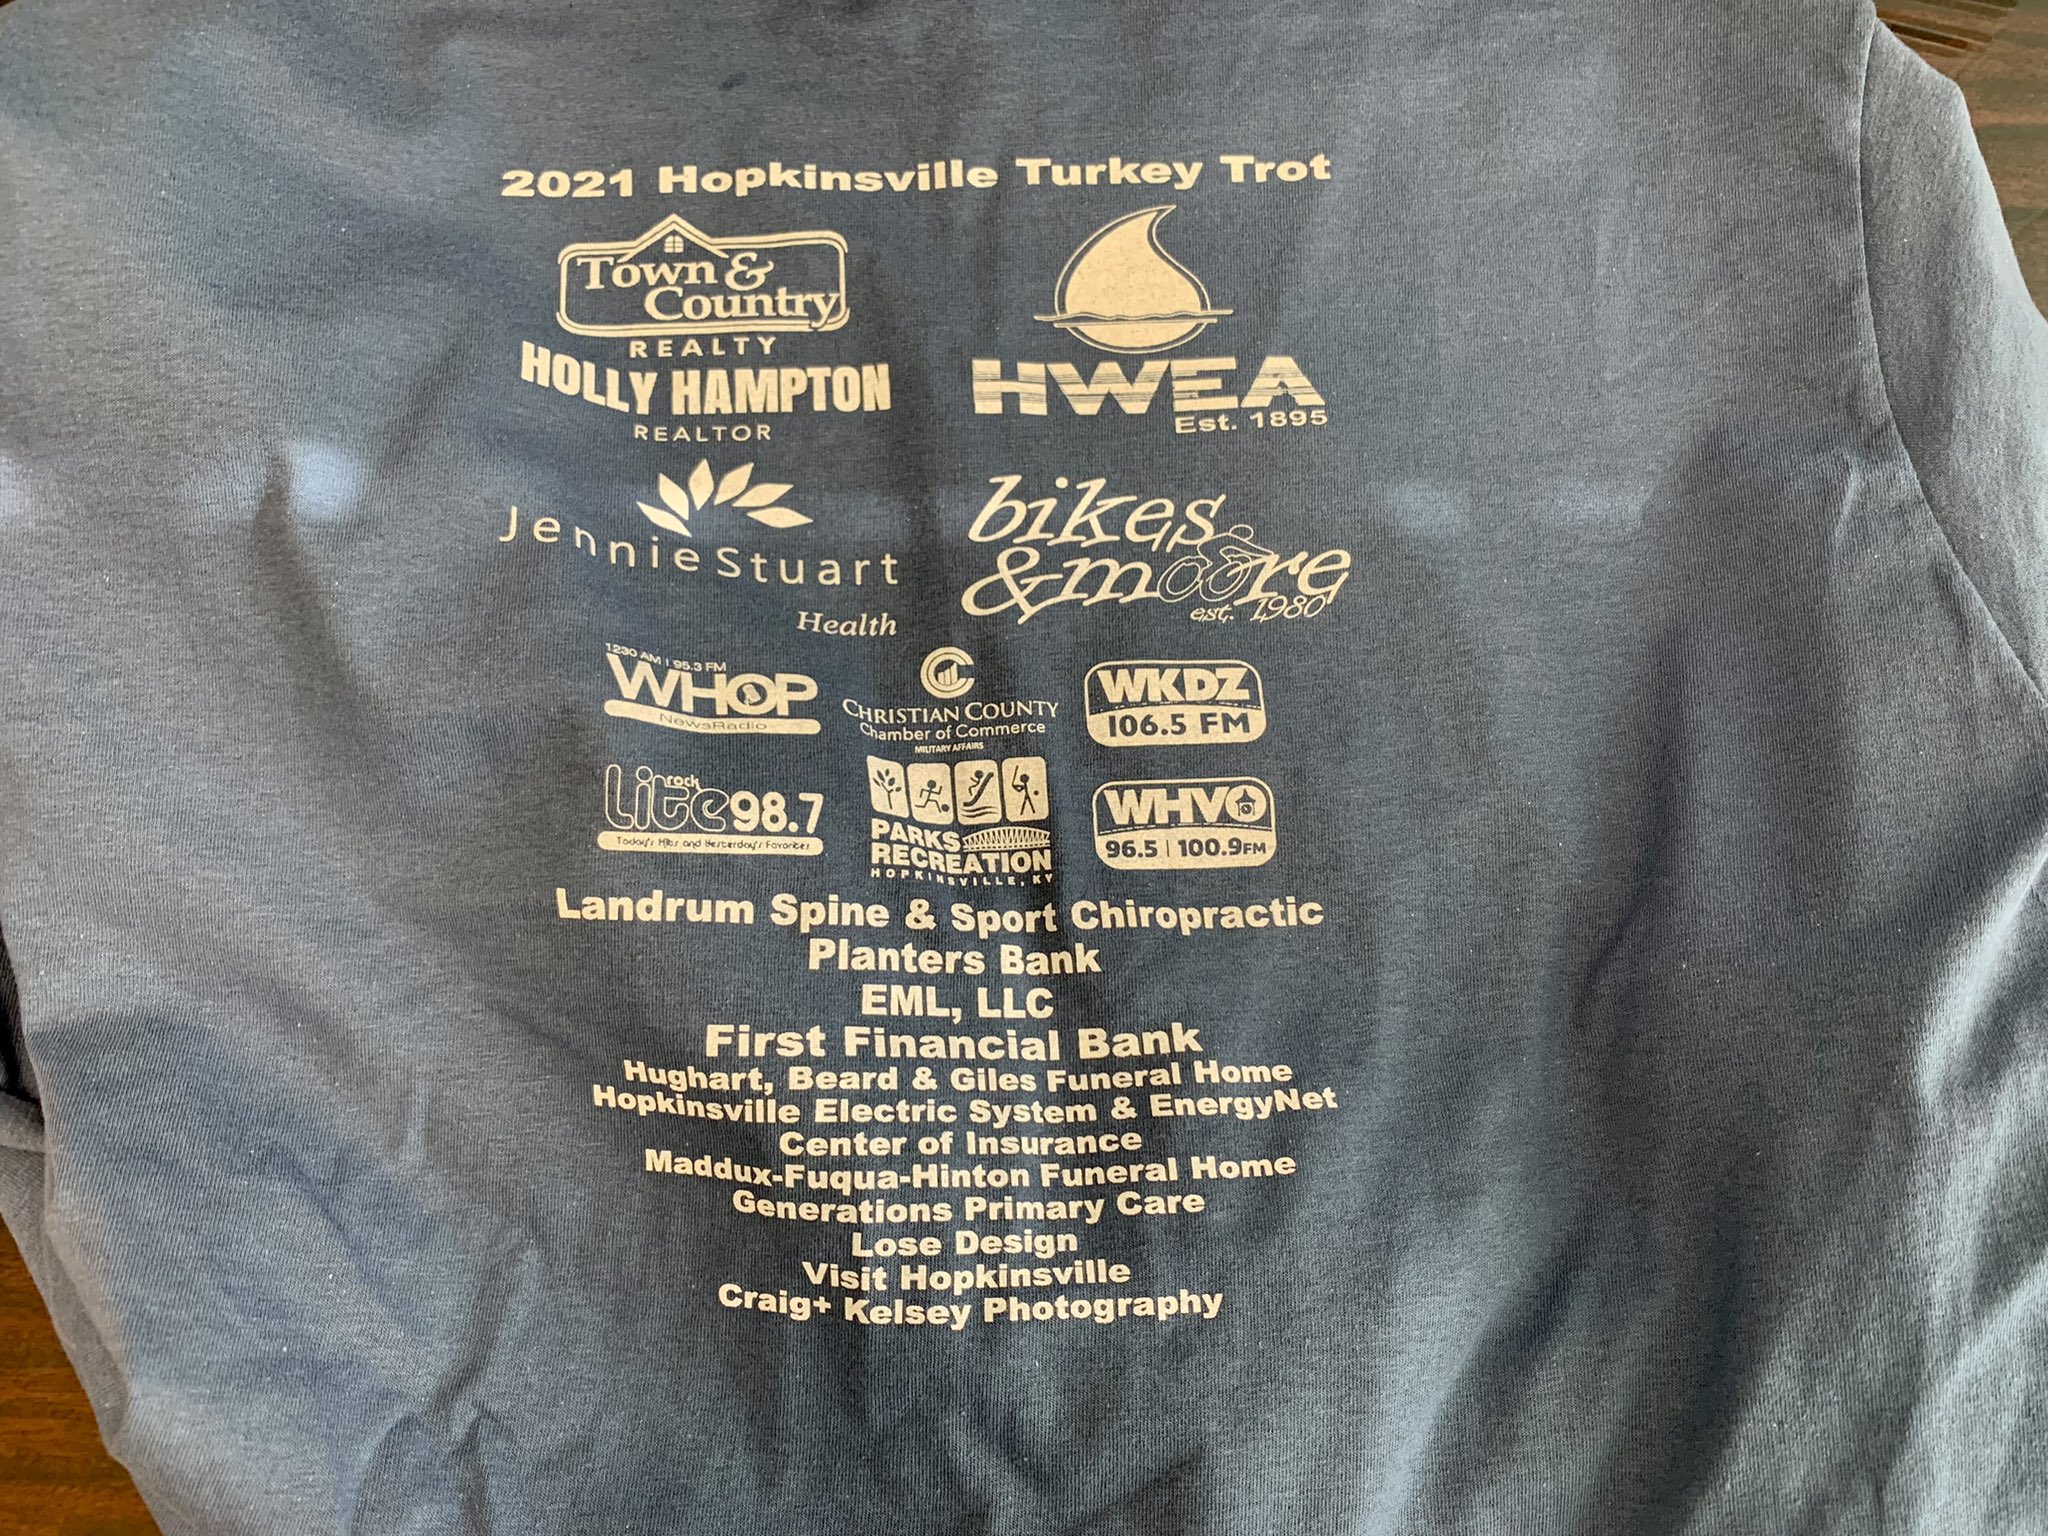 2021 Hopkinsville Turkey Trot
Town &
Country
REALTY
HOLLY HAMPTON
REALTOR
HWEA
Est. 1895
JennieStuart
Health
bikes
&moore
est. 1980
1230 AM | 95.3 FM
WHOP
NewsRadio
CHRISTIAN COUNTY
Chamber of Commerce
MILITARY AFFAIRS
WKDZ
106.5 FM
rock
Lite 98.7
Today's Hits and Yesterday's Favorites
PARKS
RECREATION
HOPKINSVILLE, KY
WHVO
96.5 | 100.9 FM
Landrum Spine & Sport Chiropractic
Planters Bank
EML, LLC
First Financial Bank
Hughart, Beard & Giles Funeral Home
Hopkinsville Electric System & EnergyNet
Center of Insurance
Maddux-Fuqua-Hinton Funeral Home
Generations Primary Care
Lose Design
Visit Hopkinsville
Craig+ Kelsey Photography